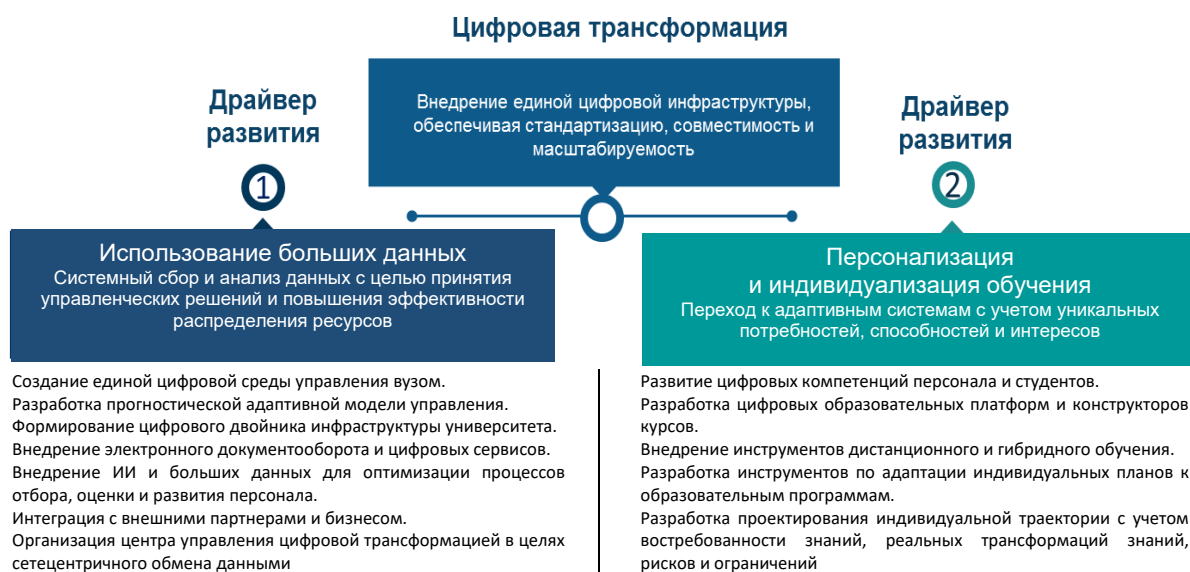 Цифровая трансформация
Внедрение единой цифровой инфраструктуры,
обеспечивая стандартизацию, совместимость и
масштабируемость
Драйвер
развития
1
Использование больших данных
Системный сбор и анализ данных с целью принятия
управленческих решений и повышения эффективности
распределения ресурсов
Создание единой цифровой среды управления вузом.
Разработка прогностической адаптивной модели управления.
Формирование цифрового двойника инфраструктуры университета.
Внедрение электронного документооборота и цифровых сервисов.
Внедрение ИИ и больших данных для оптимизации процессов
отбора, оценки и развития персонала.
Интеграция с внешними партнерами и бизнесом.
Организация центра управления цифровой трансформацией в целях
сетецентричного обмена данными
Драйвер
развития
2
Персонализация
и индивидуализация обучения
Переход к адаптивным системам с учетом уникальных
потребностей, способностей и интересов
Развитие цифровых компетенций персонала и студентов.
Разработка цифровых образовательных платформ и конструкторов
курсов.
Внедрение инструментов дистанционного и гибридного обучения.
Разработка инструментов по адаптации индивидуальных планов к
образовательным программам.
Разработка проектирования индивидуальной траектории с учетом
востребованности знаний, реальных трансформаций знаний,
рисков и ограничений